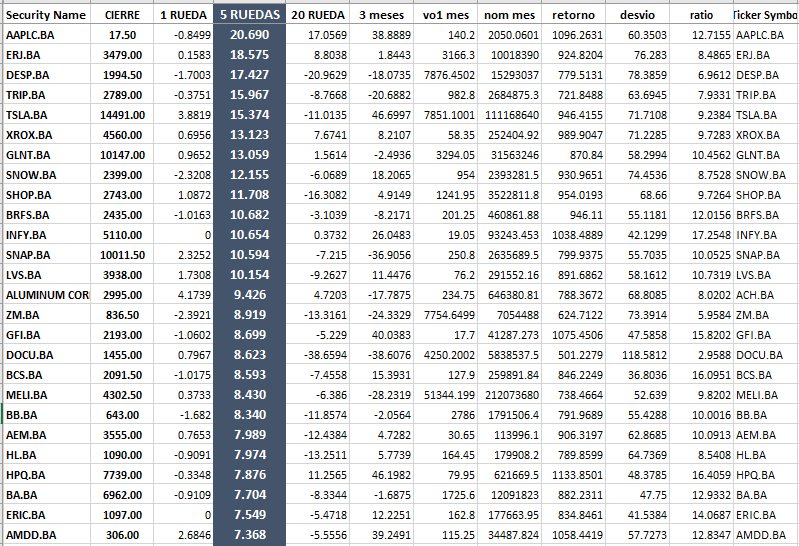 Security Name CIERRE 1 RUEDA 5 RUEDAS 20 RUEDA 3 meses vo1 mes nom mes retorno desvio ratio Ticker Symbo
AAPLC.BA 17.50 -0.8499 20.690 17.0569 38.8889 140.2 2050.0601 1096.2631 60.3503 12.7155 AAPLC.BA
ERJ.BA 3479.00 0.1583 18.575 8.8038 1.8443 3166.3 10018390 924.8204 76.283 8.4865 ERJ.BA
DESP.BA 1994.50 -1.7003 17.427 -20.9629 -18.0735 7876.4502 15293037 779.5131 78.3859 6.9612 DESP.BA
TRIP.BA 2789.00 -0.3751 15.967 -8.7668 -20.6882 982.8 2684875.3 721.8488 63.6945 7.9331 TRIP.BA
TSLA.BA 14491.00 3.8819 15.374 -11.0135 46.6997 7851.1001 111168640 946.4155 71.7108 9.2384 TSLA.BA
XROX.BA 4560.00 0.6956 13.123 7.6741 8.2107 58.35 252404.92 989.9047 71.2285 9.7283 XROX.BA
GLNT.BA 10147.00 0.9652 13.059 1.5614 -2.4936 3294.05 31563246 870.84 58.2994 10.4562 GLNT.BA
SNOW.BA 2399.00 -2.3208 12.155 -6.0689 18.2065 954 2393281.5 930.9651 74.4536 8.7528 SNOW.BA
SHOP.BA 2743.00 1.0872 11.708 -16.3082 4.9149 1241.95 3522811.8 954.0193 68.66 9.7264 SHOP.BA
BRFS.BA 2435.00 -1.0163 10.682 -3.1039 -8.2171 201.25 460861.88 946.11 55.1181 12.0156 BRFS.BA
INFY.BA 5110.00 0 10.654 0.3732 26.0483 19.05 93243.453 1038.4889 42.1299 17.2548 INFY.BA
SNAP.BA 10011.50 2.3252 10.594 -7.215 -36.9056 250.8 2635689.5 799.9375 55.7035 10.0525 SNAP.BA
LVS.BA 3938.00 1.7308 10.154 -9.2627 11.4476 76.2 291552.16 891.6862 58.1612 10.7319 LVS.BA
ALUMINUM COR 2995.00 4.1739 9.426 4.7203 -17.7875 234.75 646380.81 788.3672 68.8085 8.0202 ACH.BA
ZM.BA 836.50 -2.3921 8.919 -13.3161 -24.3329 7754.6499 7054488 624.7122 73.3914 5.9584 ZM.BA
GFI.BA 2193.00 -1.0602 8.699 -5.229 40.0383 17.7 41287.273 1075.4506 47.5858 15.8202 GFI.BA
DOCU.BA 1455.00 0.7967 8.623 -38.6594 -38.6076 4250.2002 5838537.5 501.2279 118.5812 2.9588 DOCU.BA
BCS.BA 2091.50 -1.0175 8.593 -7.4558 15.3931 127.9 259891.84 846.2249 36.8036 16.0951 BCS.BA
MELI.BA 4302.50 0.3733 8.430 -6.386 -28.2319 51344.199 212073680 738.4664 52.639 9.8202 MELI.BA
BB.BA 643.00 -1.682 8.340 -11.8574 -2.0564 2786 1791506.4 791.9689 55.4288 10.0016 BB.BA
AEM.BA 3555.00 0.7653 7.989 -12.4384 4.7282 30.65 113996.1 906.3197 62.8685 10.0913 AEM.BA
HL.BA 1090.00 -0.9091 7.974 -13.2511 5.7739 164.45 179908.2 789.8599 64.7369 8.5408 HL.BA
HPQ.BA 7739.00 -0.3348 7.876 11.2565 46.1982 79.95 621669.5 1133.8501 48.3785 16.4059 HPQ.BA
BA.BA 6962.00 -0.9109 7.704 -8.3344 -1.6875 1725.6 12091823 882.2311 47.75 12.9332 BA.BA
ERIC.BA 1097.00 0 7.549 -5.4718 12.2251 162.8 177663.95 834.8461 41.5384 14.0687 ERIC.BA
AMDD.BA 306.00 2.6846 7.368 -5.5556 39.2491 115.25 34487.824 1058.4419 57.7273 12.8347 AMDD.BA